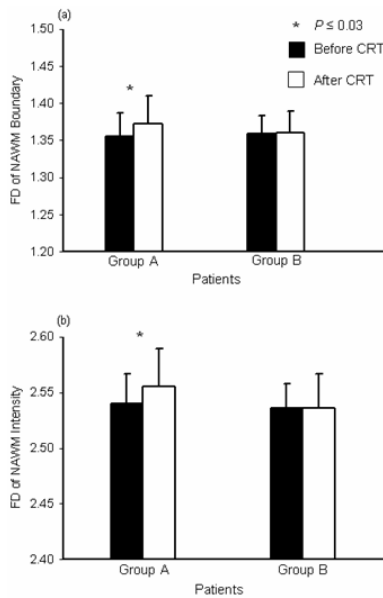 (a)
* P ≤ 0.03
Before CRT
After CRT
FD of NAWM Boundary
1.50
1.45
1.40
1.35
1.30
1.25
1.20
*
Group A
Group B
Patients
(b)
FD of NAWM Intensity
2.60
2.55
2.50
2.45
2.40
*
Group A
Group B
Patients